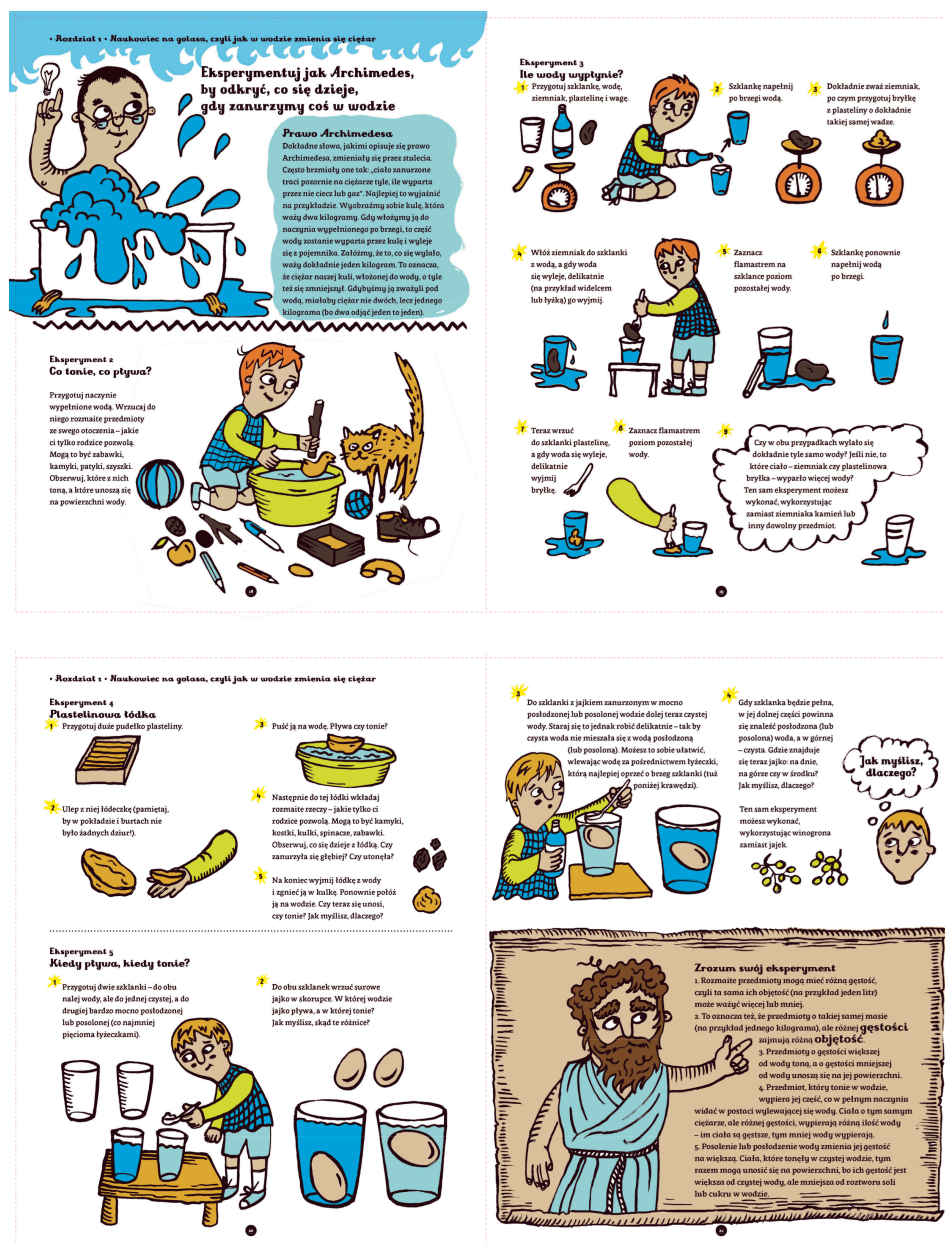 • Rozdział 1 • Naukowiec na golasa, czyli jak w wodzie zmienia się ciężar
Eksperymentuj jak Archimedes,
by odkryć, co się dzieje,
gdy zanurzymy coś w wodzie
Prawo Archimedesa
Dokładne słowa, jakimi opisuje się prawo
Archimedesa, zmieniały się przez stulecia.
Często brzmiały one tak: „ciało zanurzone
traci pozornie na ciężarze tyle, ile wyparta
przez nie ciecz lub gaz”. Najlepiej to wyjaśnić
na przykładzie. Wyobraźmy sobie kulę, która
waży dwa kilogramy. Gdy włożymy ją do
naczynia wypełnionego po brzegi, to część
wody zostanie wyparta przez kulę i wyleje
się z pojemnika. Załóżmy, że to, co się wylało,
waży dokładnie jeden kilogram. To oznacza,
że ciężar naszej kuli, włożonej do wody, o tyle
też się zmniejszył. Gdybyśmy ją zważyli pod
wodą, miałaby ciężar nie dwóch, lecz jednego
kilograma (bo dwa odjąć jeden to jeden).
Eksperyment 2
Co tonie, co pływa?
Przygotuj naczynie
wypełnione wodą. Wrzucaj do
niego rozmaite przedmioty
ze swego otoczenia – jakie
ci tylko rodzice pozwolą.
Mogą to być zabawki,
kamyki, patyki, szyszki.
Obserwuj, które z nich
toną, a które unoszą się
na powierzchni wody.
18
Eksperyment 3
Ile wody wypłynie?
1 Przygotuj szklankę, wodę,
ziemniak, plastelinę i wagę.
2 Szklankę napełnij
po brzegi wodą.
3 Dokładnie zważ ziemniak,
po czym przygotuj bryłkę
z plasteliny o dokładnie
takiej samej wadze.
4 Włóż ziemniak do szklanki
z wodą, a gdy woda
się wyleje, delikatnie
(na przykład widelcem
lub łyżką) go wyjmij.
5 Zaznacz
flamastrem na
szklance poziom
pozostałej wody.
6 Szklankę ponownie
napełnij wodą
po brzegi.
7 Teraz wrzuć
do szklanki plastelinę,
a gdy woda się wyleje,
delikatnie
wyjmij
bryłkę.
8 Zaznacz flamastrem
poziom pozostałej
wody.
9 Czy w obu przypadkach wylało się
dokładnie tyle samo wody? Jeśli nie, to
które ciało – ziemniak czy plastelinowa
bryłka – wyparło więcej wody?
Ten sam eksperyment możesz
wykonać, wykorzystując
zamiast ziemniaka kamień lub
inny dowolny przedmiot.
19
• Rozdział 1 • Naukowiec na golasa, czyli jak w wodzie zmienia się ciężar
Eksperyment 4
Plastelinowa łódka
1 Przygotuj duże pudełko plasteliny.
2 Ulep z niej łódeczkę (pamiętaj,
by w pokładzie i burtach nie
było żadnych dziur!).
3 Puść ją na wodę. Pływa czy tonie?
4 Następnie do tej łódki wkładaj
rozmaite rzeczy – jakie tylko ci
rodzice pozwolą. Mogą to być kamyki,
kostki, kulki, spinacze, zabawki.
Obserwuj, co się dzieje z łódką. Czy
zanurzyła się głębiej? Czy utonęła?
5 Na koniec wyjmij łódkę z wody
i zgnieć ją w kulkę. Ponownie połóż
ją na wodzie. Czy teraz się unosi,
czy tonie? Jak myślisz, dlaczego?
Eksperyment 5
Kiedy pływa, kiedy tonie?
1 Przygotuj dwie szklanki – do obu
nalej wody, ale do jednej czystej, a do
drugiej bardzo mocno posłodzonej
lub posolonej (co najmniej
pięcioma łyżeczkami).
2 Do obu szklanek wrzuć surowe
jajko w skorupce. W której wodzie
jajko pływa, a w której tonie?
Jak myślisz, skąd te różnice?
20
3 Do szklanki z jajkiem zanurzonym w mocno
posłodzonej lub posolonej wodzie dolej teraz czystej
wody. Staraj się to jednak robić delikatnie – tak by
czysta woda nie mieszała się z wodą posłodzoną
(lub posoloną). Możesz to sobie ułatwić,
wlewając wodę za pośrednictwem łyżeczki,
którą najlepiej oprzeć o brzeg szklanki (tuż
poniżej krawędzi).
4 Gdy szklanka będzie pełna,
w jej dolnej części powinna
się znaleźć posłodzona (lub
posolona) woda, a w górnej
– czysta. Gdzie znajduje
się teraz jajko: na dnie,
na górze czy w środku?
Jak myślisz, dlaczego?
Ten sam eksperyment
możesz wykonać,
wykorzystując winogrona
zamiast jajek.
Jak myślisz,
dlaczego?
Zrozum swój eksperyment
1. Rozmaite przedmioty mogą mieć różną gęstość,
czyli ta sama ich objętość (na przykład jeden litr)
może ważyć więcej lub mniej.
2. To oznacza też, że przedmioty o takiej samej masie
(na przykład jednego kilograma), ale różnej gęstości
zajmują różną objętość.
3. Przedmioty o gęstości większej
od wody toną, a o gęstości mniejszej
od wody unoszą się na jej powierzchni.
4. Przedmiot, który tonie w wodzie,
wypiera jej część, co w pełnym naczyniu
widać w postaci wylewającej się wody. Ciała o tym samym
ciężarze, ale różnej gęstości, wypierają różną ilość wody
– im ciała są gęstsze, tym mniej wody wypierają.
5. Posolenie lub posłodzenie wody zmienia jej gęstość
na większą. Ciała, które tonęły w czystej wodzie, tym
razem mogą unosić się na powierzchni, bo ich gęstość jest
większa od czystej wody, ale mniejsza od roztworu soli
lub cukru w wodzie.
21